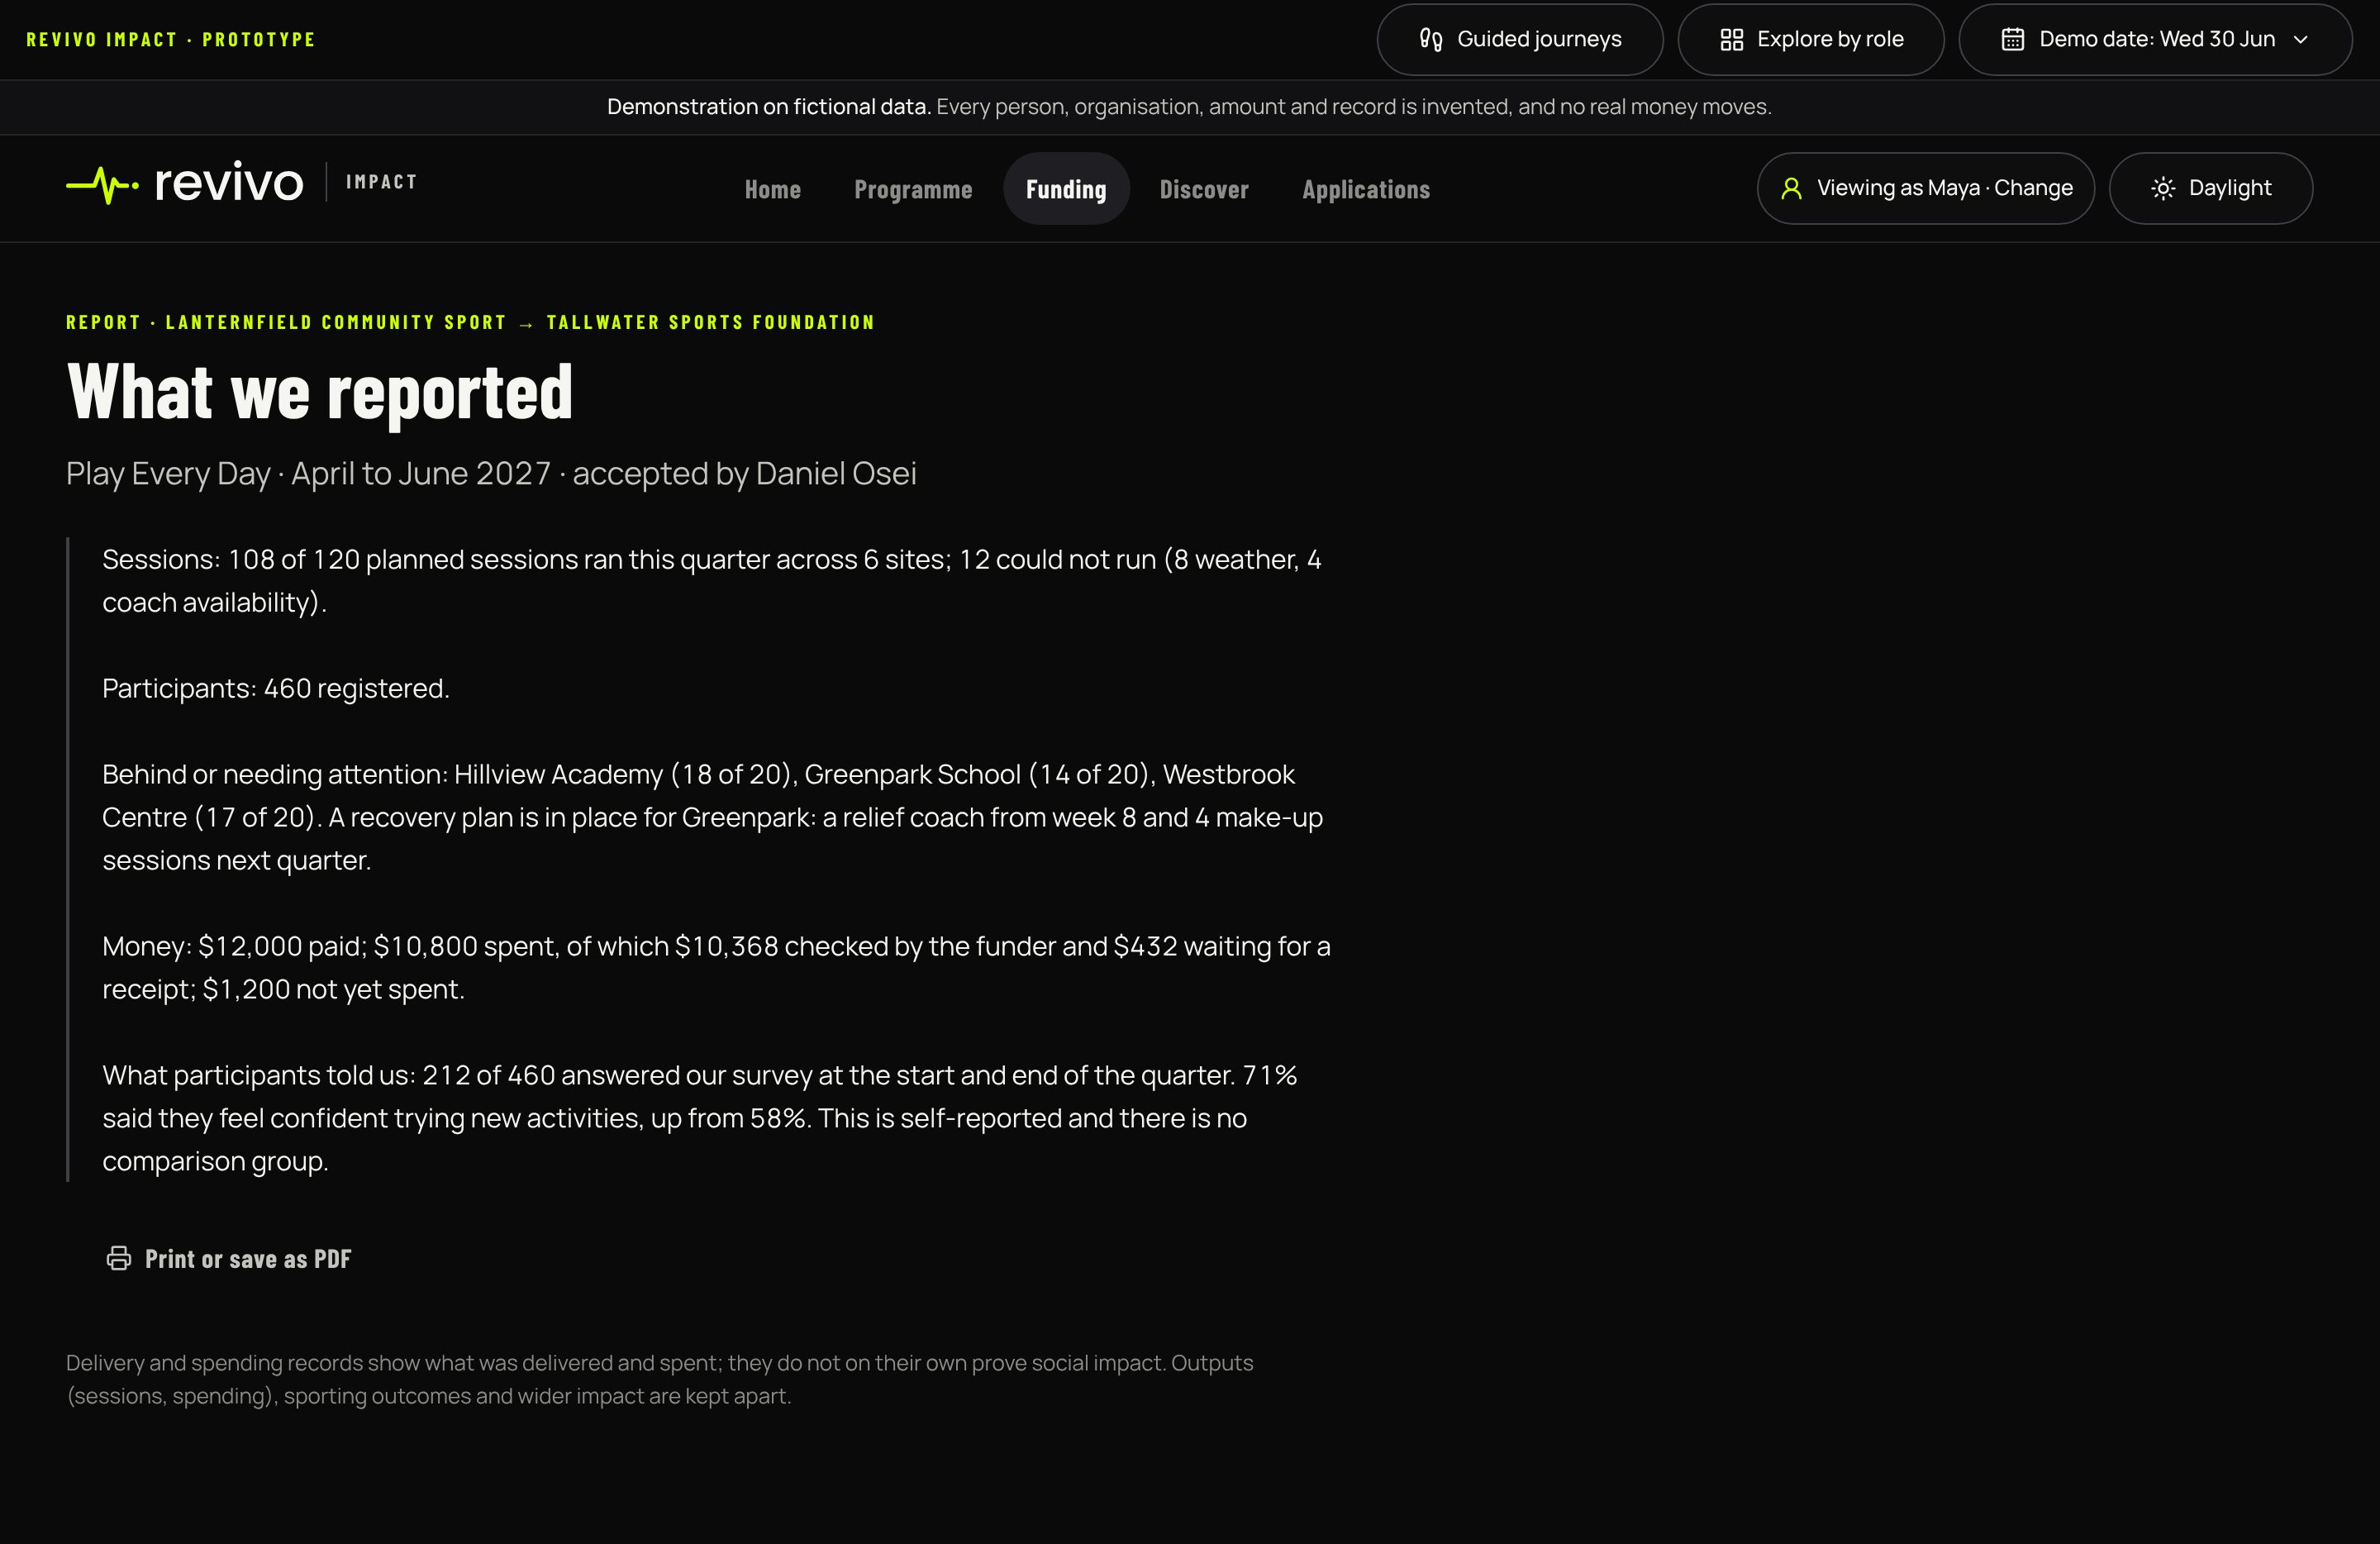 REVIVO IMPACT · PROTOTYPE
Guided journeys
Explore by role
Demo date: Wed 30 Jun
Demonstration on fictional data. Every person, organisation, amount and record is invented, and no real money moves.
revivo
IMPACT
Home
Programme
Funding
Discover
Applications
Viewing as Maya · Change
Daylight
REPORT · LANTERNFIELD COMMUNITY SPORT → TALLWATER SPORTS FOUNDATION
What we reported
Play Every Day · April to June 2027 · accepted by Daniel Osei
Sessions: 108 of 120 planned sessions ran this quarter across 6 sites; 12 could not run (8 weather, 4
coach availability).
Participants: 460 registered.
Behind or needing attention: Hillview Academy (18 of 20), Greenpark School (14 of 20), Westbrook
Centre (17 of 20). A recovery plan is in place for Greenpark: a relief coach from week 8 and 4 make-up
sessions next quarter.
Money: $12,000 paid; $10,800 spent, of which $10,368 checked by the funder and $432 waiting for a
receipt; $1,200 not yet spent.
What participants told us: 212 of 460 answered our survey at the start and end of the quarter. 71%
said they feel confident trying new activities, up from 58%. This is self-reported and there is no
comparison group.
Print or save as PDF
Delivery and spending records show what was delivered and spent; they do not on their own prove social impact. Outputs
(sessions, spending), sporting outcomes and wider impact are kept apart.